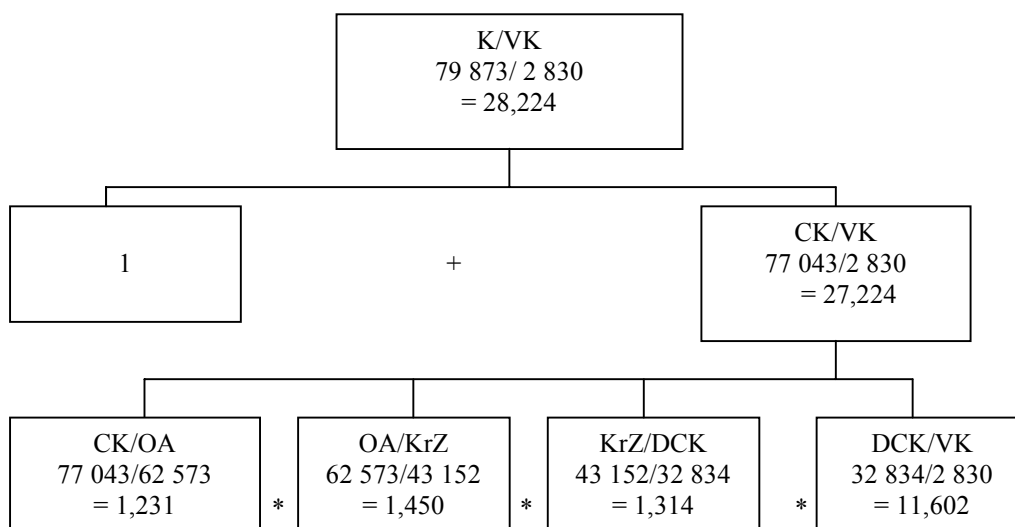 K/VK
79 873/ 2 830
= 28,224
1
+
CK/VK
77 043/2 830
= 27,224
CK/OA
77 043/62 573
= 1,231
*
OA/KrZ
62 573/43 152
= 1,450
*
KrZ/DCK
43 152/32 834
= 1,314
*
DCK/VK
32 834/2 830
= 11,602